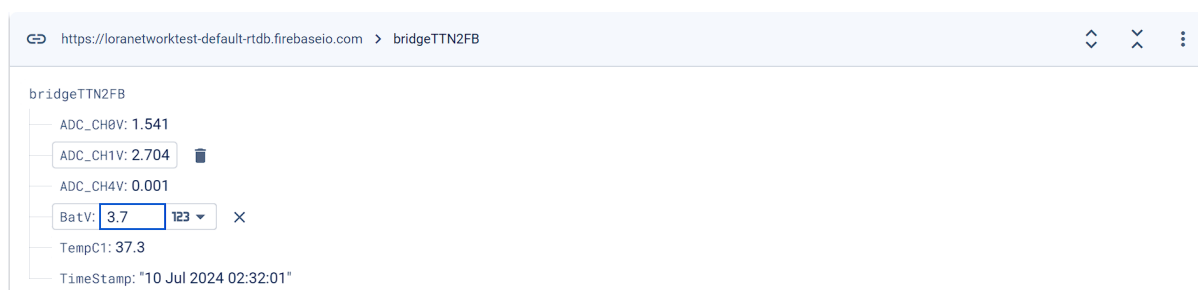 https://loranetworktest-default-rtdb.firebaseio.com > bridgeTTN2FB
bridgeTTN2FB
ADC_CH0V: 1.541
ADC_CH1V: 2.704
ADC_CH4V: 0.001
BatV: 3.7 123
TempC1: 37.3
TimeStamp: "10 Jul 2024 02:32:01"